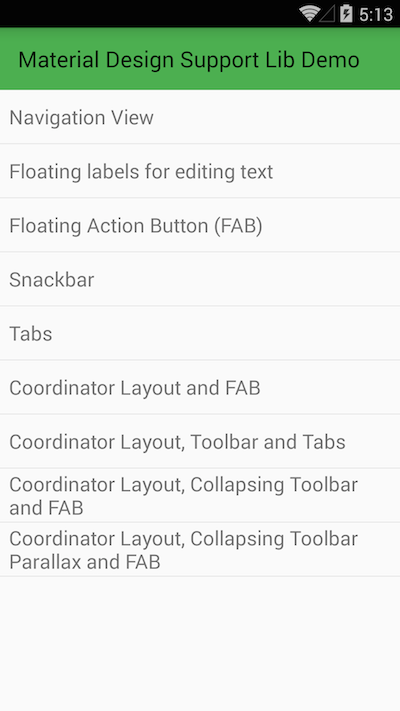 5:13
Material Design Support Lib Demo
Navigation View
Floating labels for editing text
Floating Action Button (FAB)
Snackbar
Tabs
Coordinator Layout and FAB
Coordinator Layout, Toolbar and Tabs
Coordinator Layout, Collapsing Toolbar
and FAB
Coordinator Layout, Collapsing Toolbar
Parallax and FAB